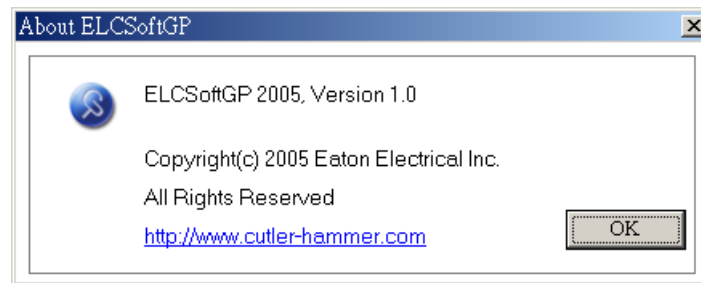 About ELCSoftGP
ELCSoftGP 2005, Version 1.0
Copyright(c) 2005 Eaton Electrical Inc.
All Rights Reserved
http://www.cutler-hammer.com
OK